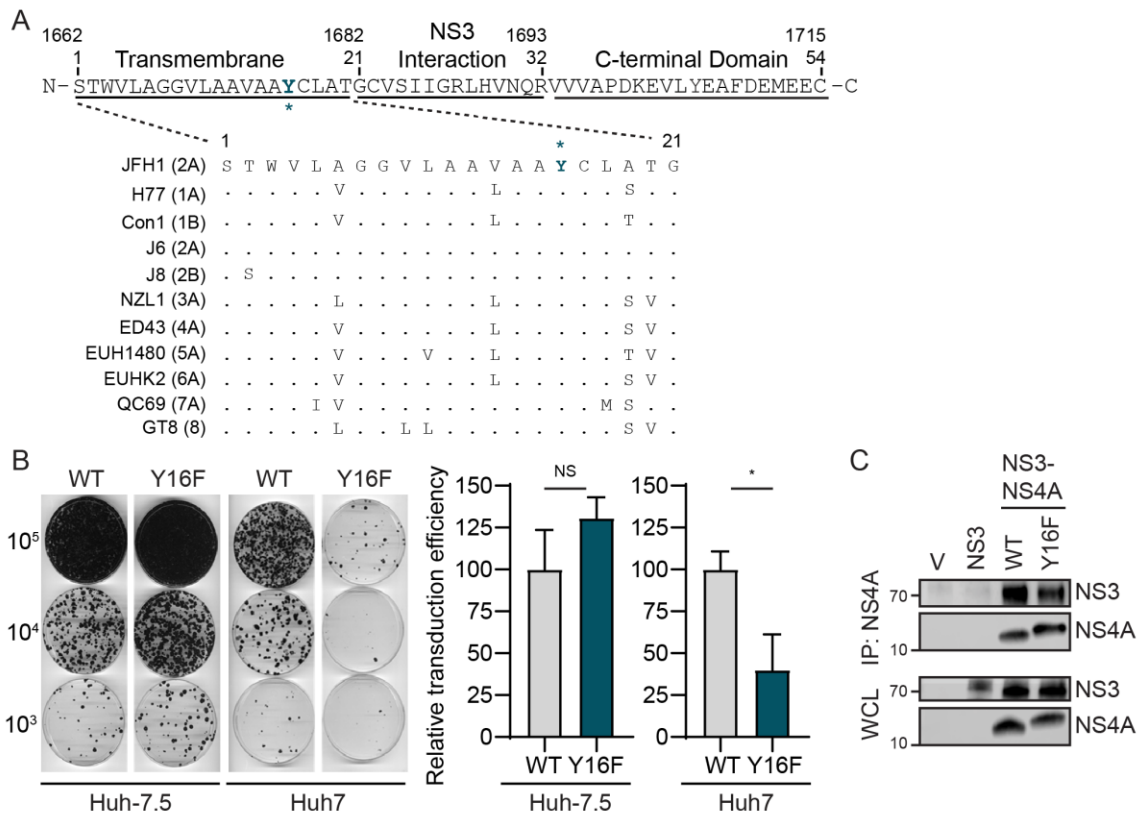 A
NS3
1662 1682 1693 1715
1 Transmembrane 21 Interaction 32 C-terminal Domain 54
N–STWVLAGGVLAAVAAYCLATGCVSIIGRLHVNQRVVVAPDKEVLYEAFDEMEEC–C
*
1 * 21
JFH1 (2A) S T W V L A G G V L A A V A A Y C L A T G
H77 (1A) . . . . . V . . . . . . L . . . . . S . .
Con1 (1B) . . . . . V . . . . . . L . . . . . T . .
J6 (2A) . . . . . . . . . . . . . . . . . . . . .
J8 (2B) . S . . . . . . . . . . . . . . . . . . .
NZL1 (3A) . . . . . L . . . . . . L . . . . . S V .
ED43 (4A) . . . . . V . . . . . . L . . . . . S V .
EUH1480 (5A) . . . . . V . . . V . . L . . . . . T V .
EUHK2 (6A) . . . . . V . . . . . . L . . . . . S V .
QC69 (7A) . . . . I V . . . . . . . . . . . M S . .
GT8 (8) . . . . . L . . L L . . . . . . . . S V .
B
WT Y16F WT Y16F
10⁵
10⁴
10³
Huh-7.5 Huh7
Relative transduction efficiency
150
125
100
75
50
25
0
NS
WT Y16F
Huh-7.5
150
125
100
75
50
25
0
*
WT Y16F
Huh7
C
NS3-
NS4A
V NS3 WT Y16F
IP: NS4A
70 NS3
NS4A
10
WCL
70 NS3
NS4A
10